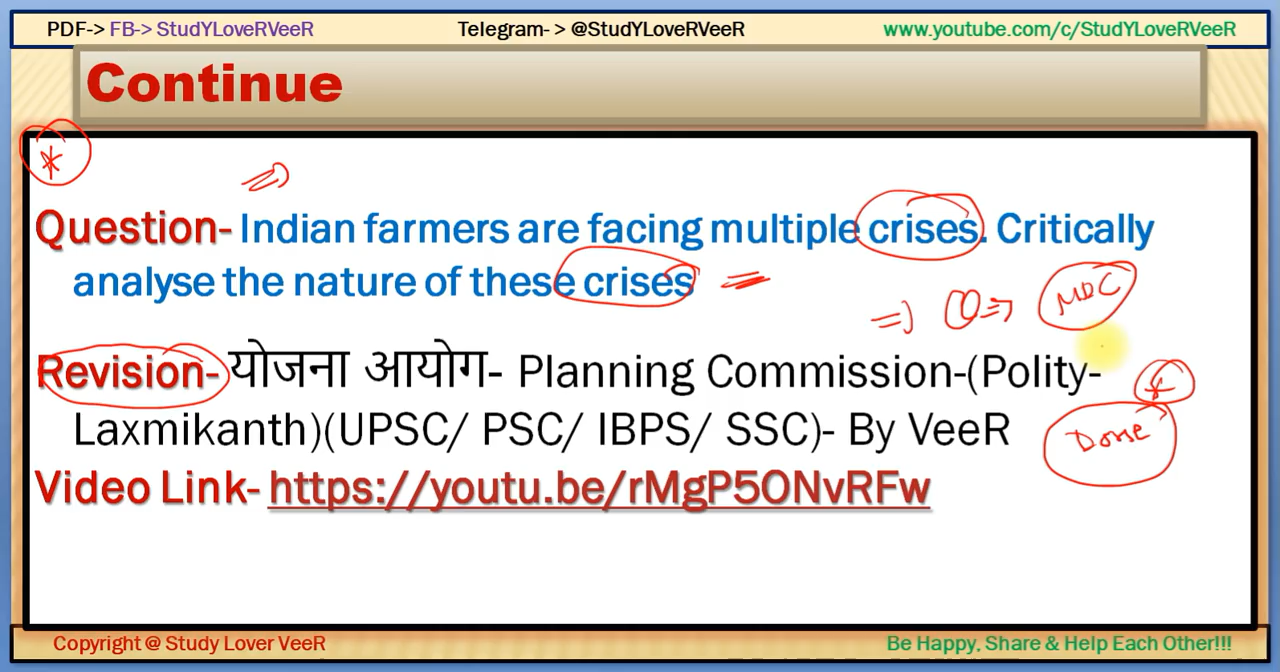 PDF-> FB-> StudYLoveRVeeR Telegram- > @StudYLoveRVeeR www.youtube.com/c/StudYLoveRVeeR
Continue
Question- Indian farmers are facing multiple crises. Critically
analyse the nature of these crises
Revision- योजना आयोग- Planning Commission-(Polity-
Laxmikanth)(UPSC/ PSC/ IBPS/ SSC)- By VeeR
Done
Video Link- https://youtu.be/rMgP5ONvRFw
Copyright @ Study Lover VeeR Be Happy, Share & Help Each Other!!!